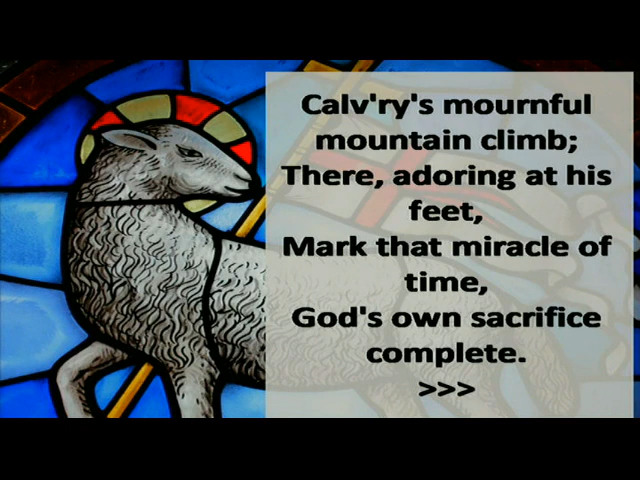 Calv'ry's mournful
mountain climb;
There, adoring at his
feet,
Mark that miracle of
time,
God's own sacrifice
complete.
>>>